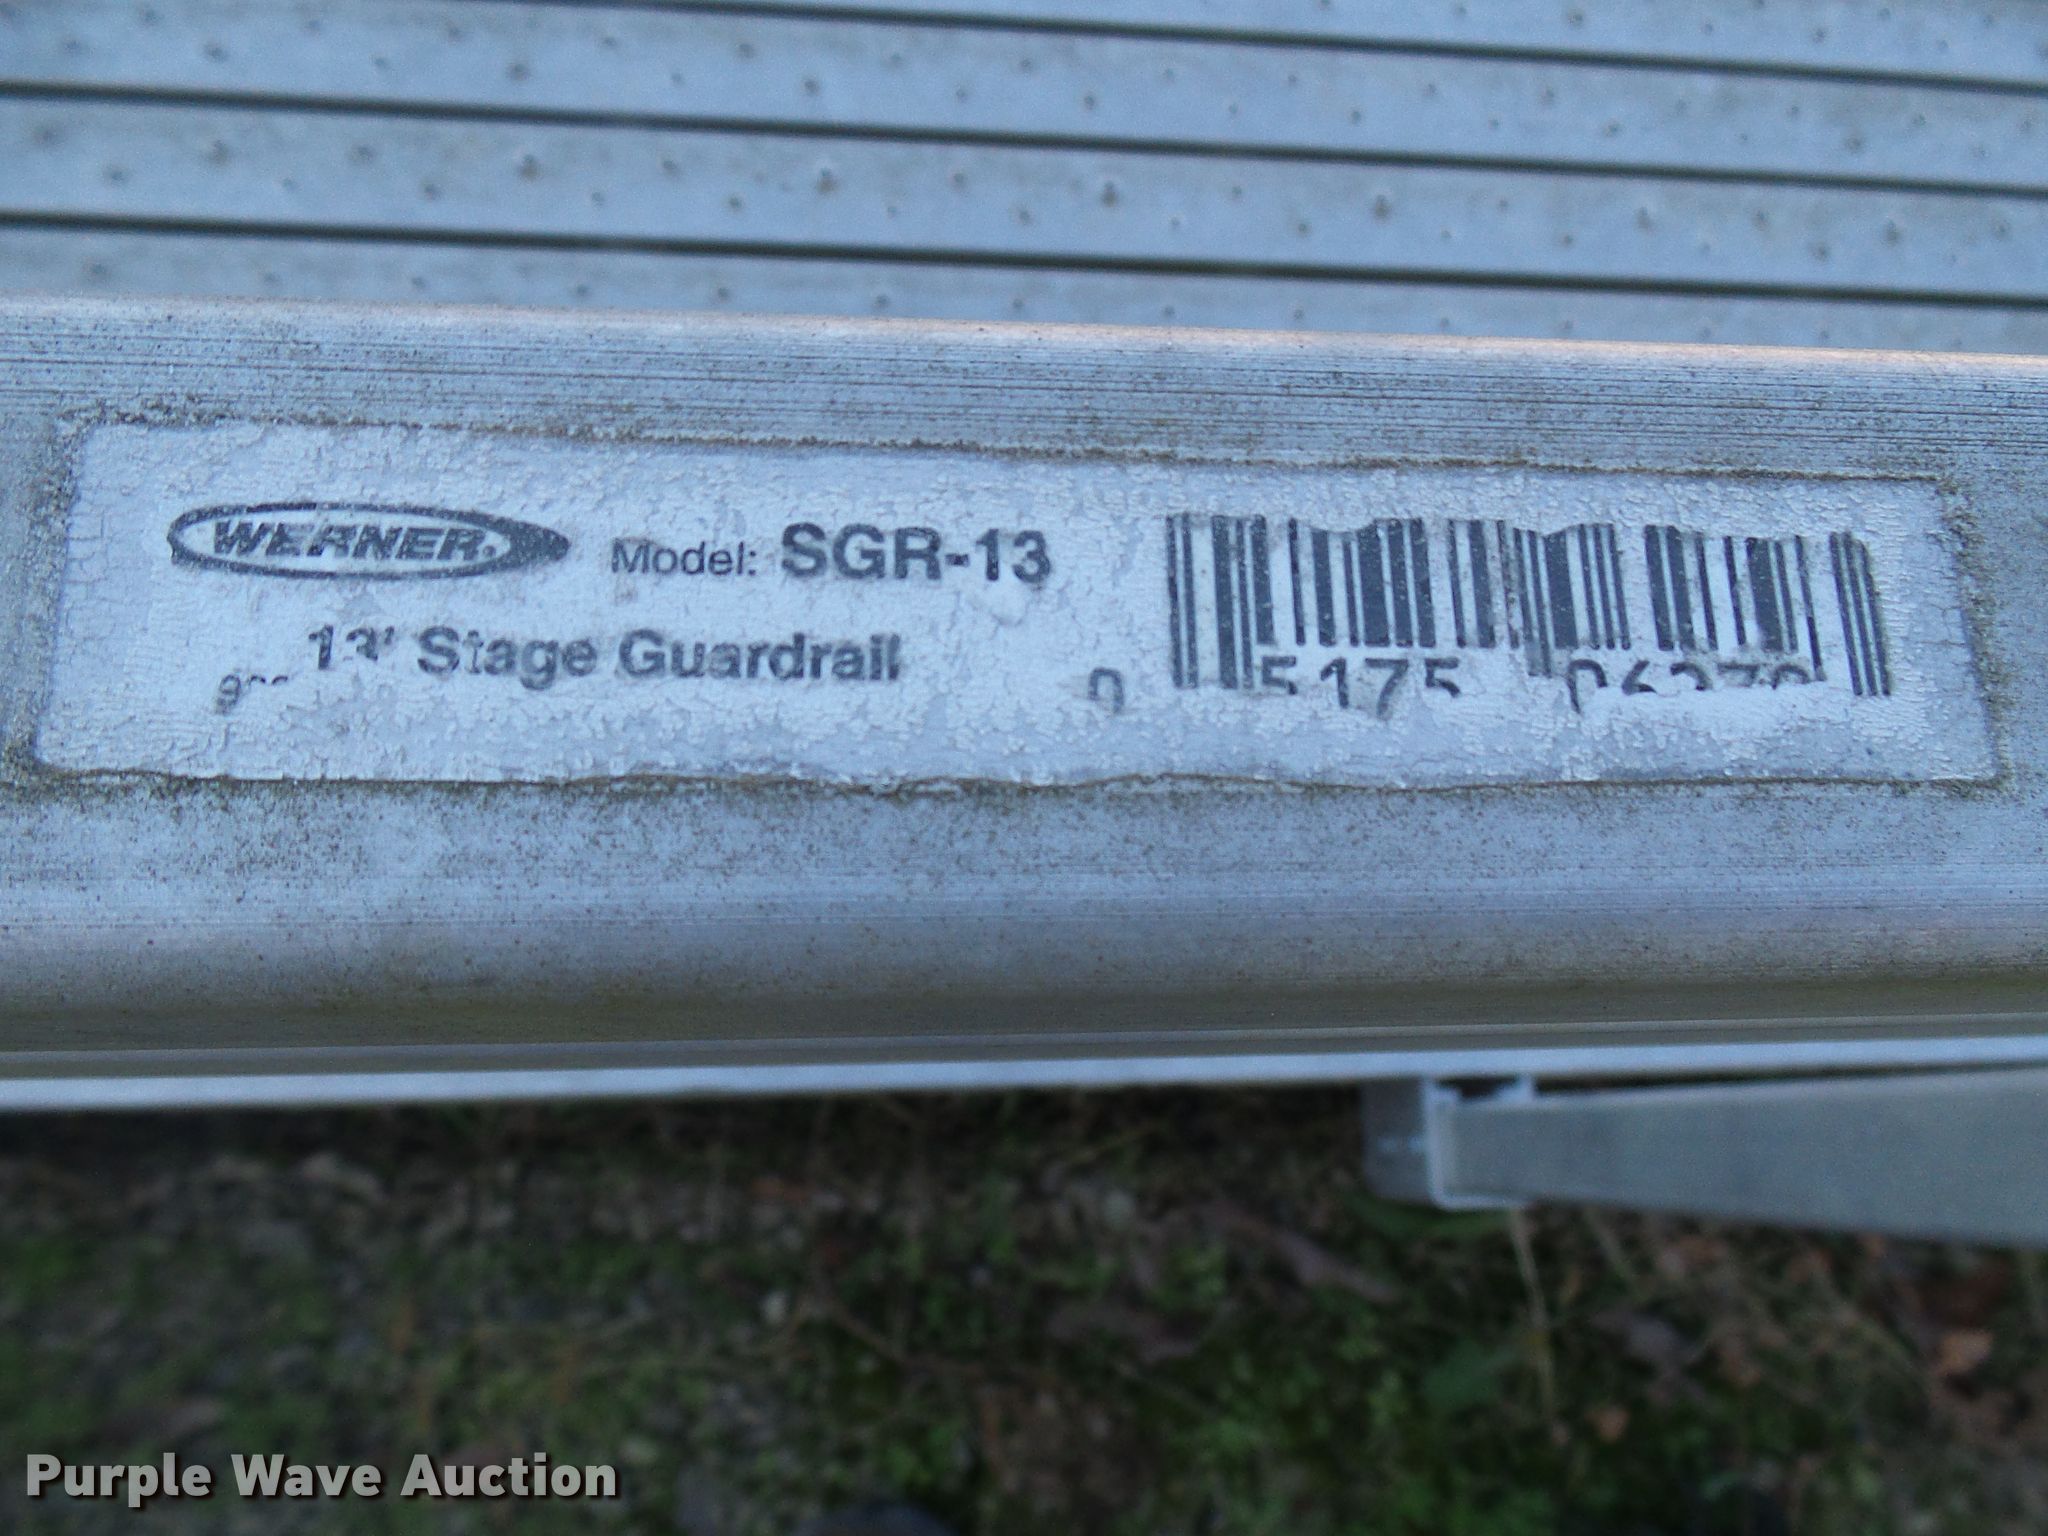 WERNER. Model: SGR-13
13' Stage Guardrail
Purple Wave Auction